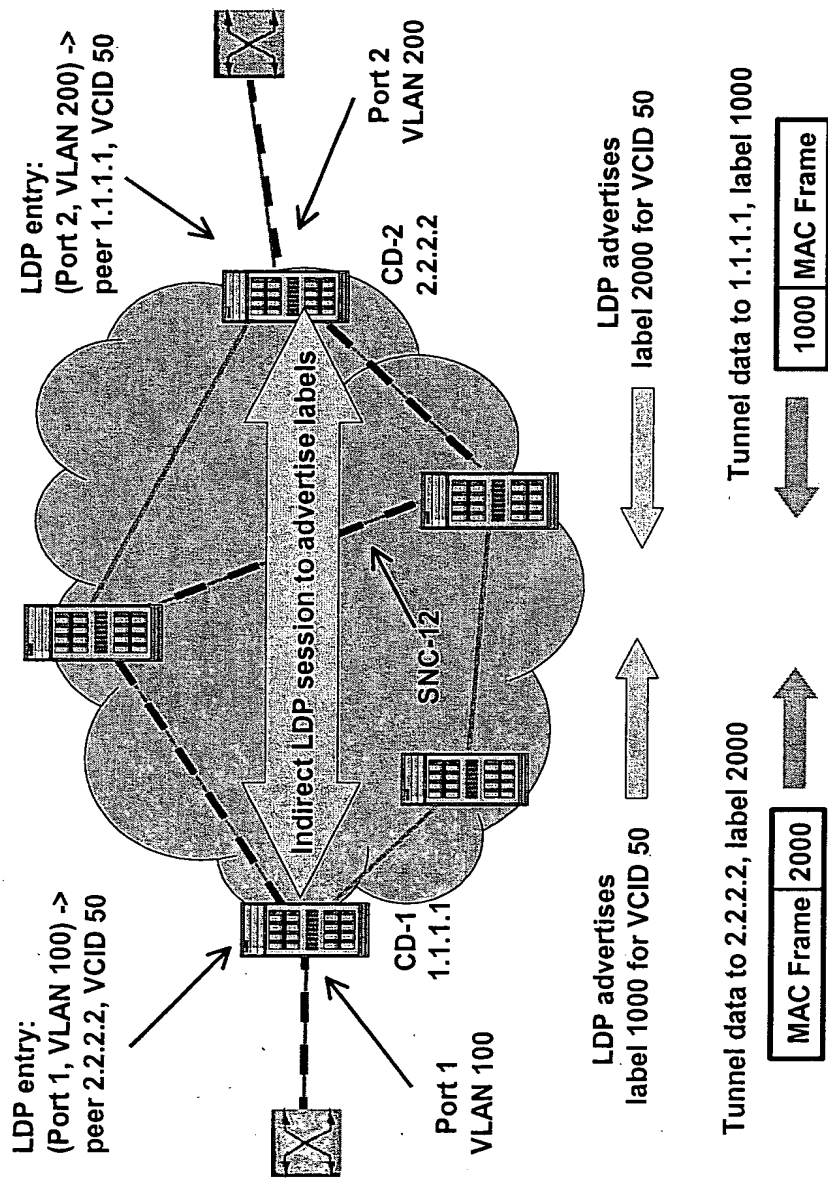 LDP entry:
(Port 1, VLAN 100) ->
peer 2.2.2.2, VCID 50
LDP entry:
(Port 2, VLAN 200) ->
peer 1.1.1.1, VCID 50
Port 1
VLAN 100
CD-1
1.1.1.1
Indirect LDP session to advertise labels
SNC-12
CD-2
2.2.2.2
Port 2
VLAN 200
LDP advertises
label 1000 for VCID 50
LDP advertises
label 2000 for VCID 50
Tunnel data to 2.2.2.2, label 2000
MAC Frame 2000
Tunnel data to 1.1.1.1, label 1000
1000 MAC Frame